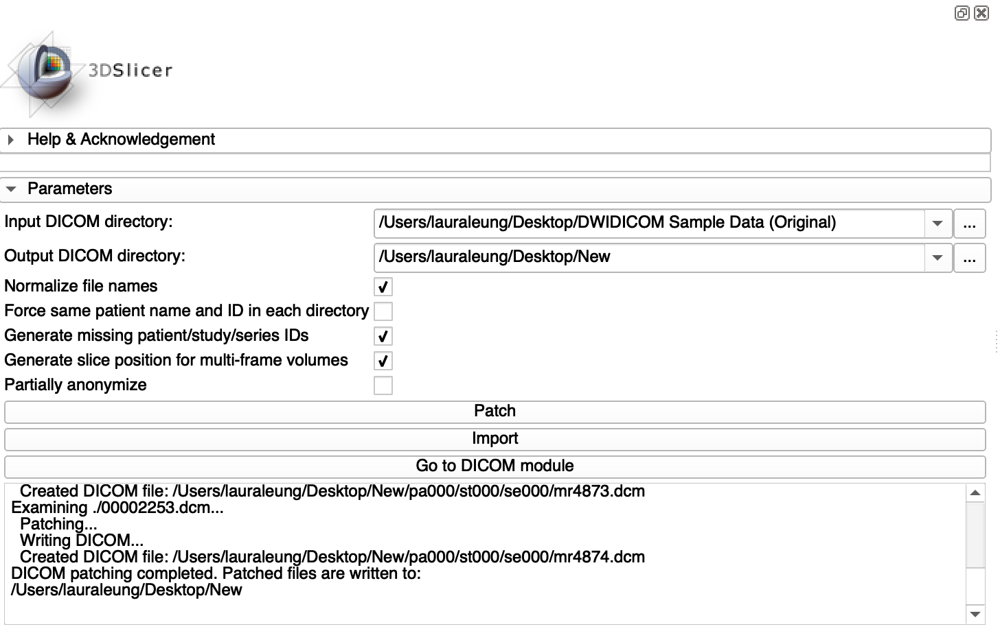 3DSlicer
Help & Acknowledgement
Parameters
Input DICOM directory: /Users/lauraleung/Desktop/DWIDICOM Sample Data (Original) ...
Output DICOM directory: /Users/lauraleung/Desktop/New ...
Normalize file names
Force same patient name and ID in each directory
Generate missing patient/study/series IDs
Generate slice position for multi-frame volumes
Partially anonymize
Patch
Import
Go to DICOM module
Created DICOM file: /Users/lauraleung/Desktop/New/pa000/st000/se000/mr4873.dcm
Examining ./00002253.dcm...
Patching...
Writing DICOM...
Created DICOM file: /Users/lauraleung/Desktop/New/pa000/st000/se000/mr4874.dcm
DICOM patching completed. Patched files are written to:
/Users/lauraleung/Desktop/New